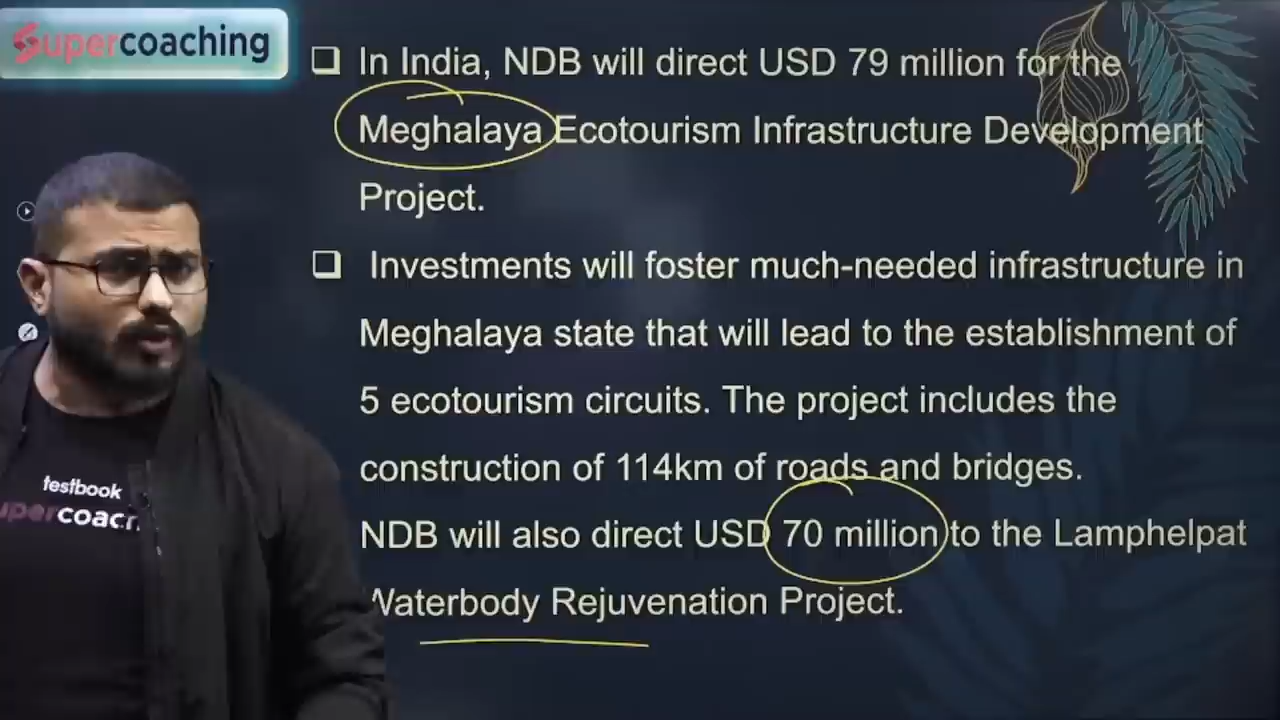 Supercoaching
In India, NDB will direct USD 79 million for the
Meghalaya Ecotourism Infrastructure Development
Project.
Investments will foster much-needed infrastructure in
Meghalaya state that will lead to the establishment of
5 ecotourism circuits. The project includes the
construction of 114km of roads and bridges.
NDB will also direct USD 70 million to the Lamphelpat
Waterbody Rejuvenation Project.
testbook
upercoach